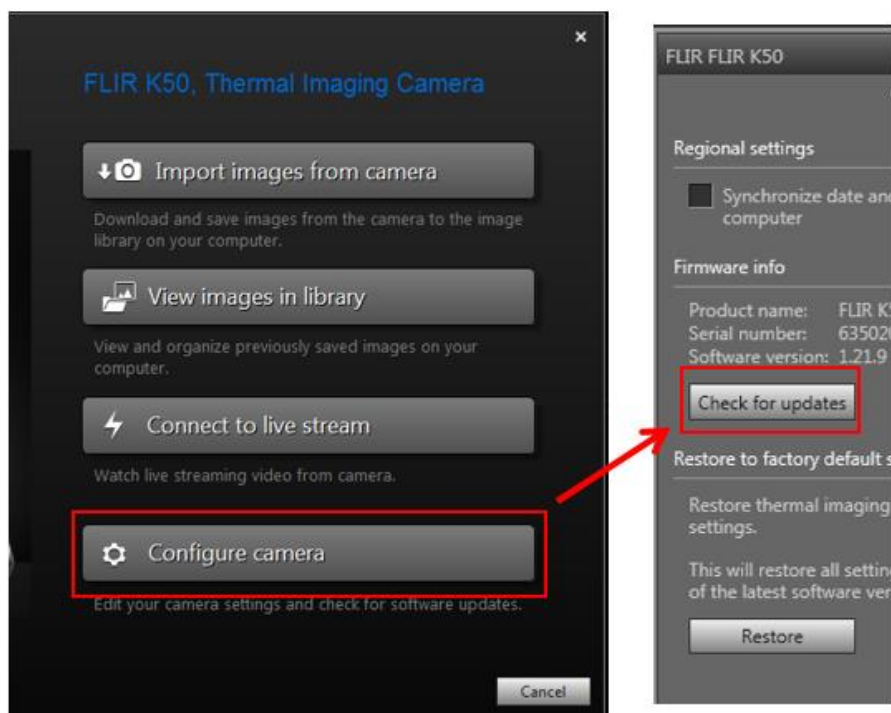 FLIR K50, Thermal Imaging Camera
Import images from camera
Download and save images from the camera to the image
library on your computer.
View images in library
View and organize previously saved images on your
computer.
Connect to live stream
Watch live streaming video from camera.
Configure camera
Edit your camera settings and check for software updates.
Cancel
FLIR FLIR K50
Regional settings
Synchronize date and
computer
Firmware info
Product name: FLIR
Serial number:
Software version: 1.21.9
Check for updates
Restore to factory default
Restore thermal imaging
settings.
This will restore all
of the latest software
Restore